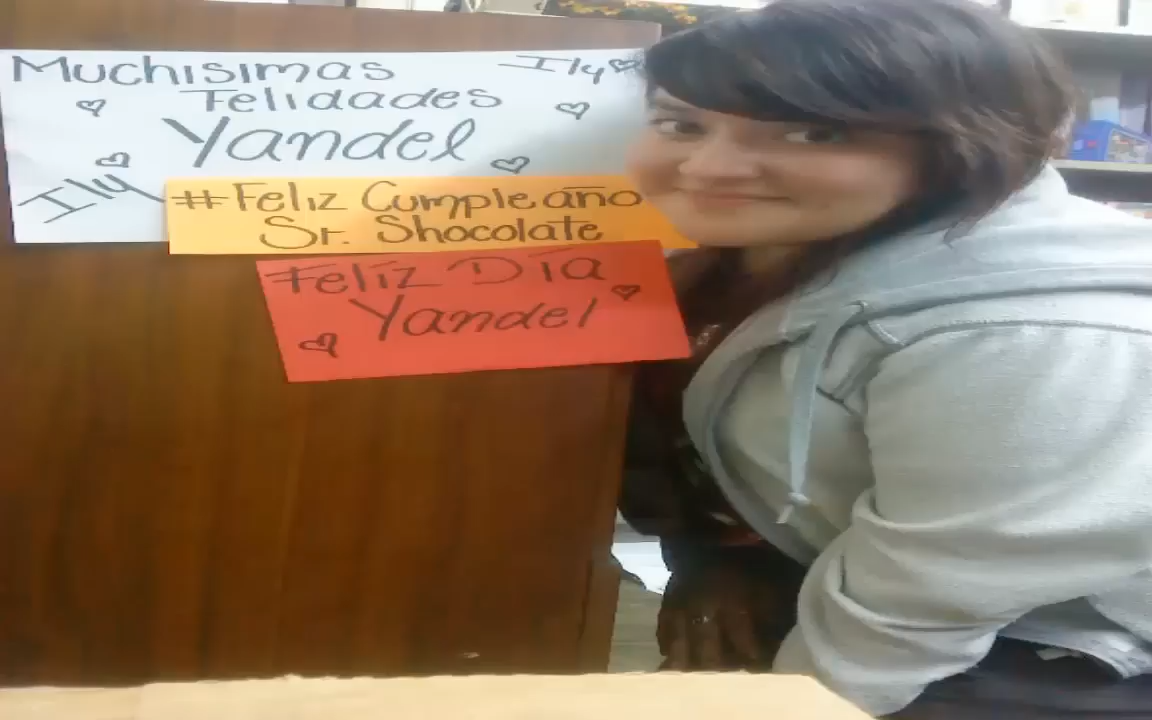 Muchisimas Ily
Felidades
Yandel
Ily
#Feliz Cumpleaño
Sr. Shocolate
Feliz Día
Yandel